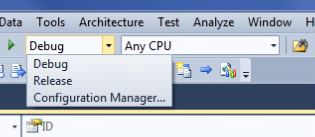 Data Tools Architecture Test Analyze Window H
Debug Any CPU
Debug
Release
Configuration Manager...
ID